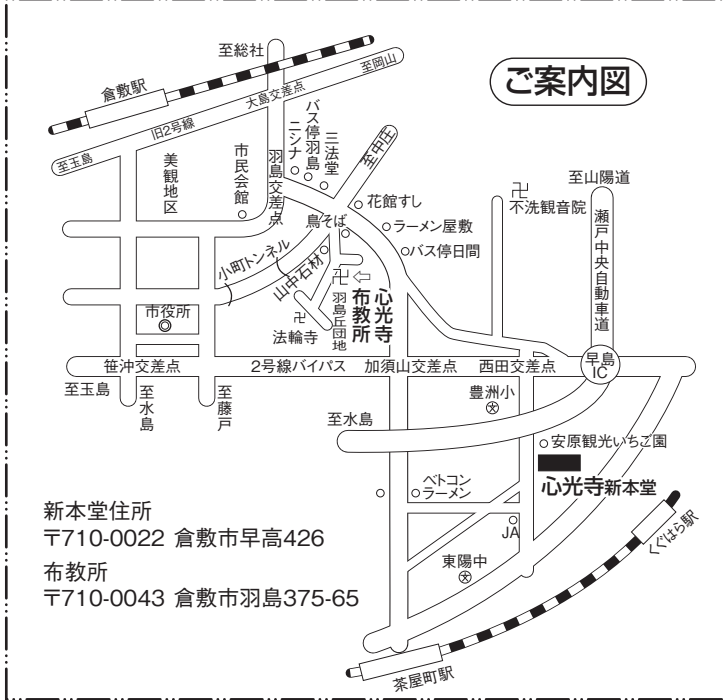 ご案内図
至総社
至岡山
倉敷駅
大島交差点
旧2号線
至玉島
美観地区
市民会館
羽島交差点
ニシナ
バス停羽島
三法堂
至中庄
花館すし
ラーメン屋敷
バス停日間
鳥そば
小町トンネル
山中石材
卍
心光寺
布教所
羽島丘団地
卍
法輪寺
市役所
卍
不洗観音院
至山陽道
瀬戸中央自動車道
笹沖交差点
2号線バイパス
加須山交差点
西田交差点
早島
IC
至玉島
至水島
至藤戸
至水島
豊洲小
安原観光いちご園
心光寺新本堂
ベトコン
ラーメン
JA
東陽中
くぐはら駅
茶屋町駅
新本堂住所
〒710-0022 倉敷市早高426
布教所
〒710-0043 倉敷市羽島375-65